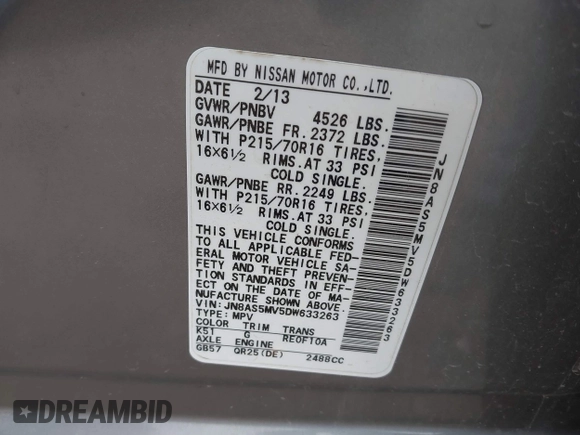 MFD BY NISSAN MOTOR CO.,LTD.
DATE 2/13
GVWR/PNBV 4526 LBS.
GAWR/PNBE FR. 2372 LBS.
WITH P215/70R16 TIRES,
16×6½ RIMS.AT 33 PSI
COLD SINGLE.
GAWR/PNBE RR. 2249 LBS.
WITH P215/70R16 TIRES,
16×6½ RIMS.AT 33 PSI
COLD SINGLE.
THIS VEHICLE CONFORMS
TO ALL APPLICABLE FED-
ERAL MOTOR VEHICLE SA-
FETY AND THEFT PREVEN-
TION STANDARDS IN EFF-
ECT ON THE DATE OF MA-
NUFACTURE SHOWN ABOVE.
VIN:JN8AS5MV5DW633263
TYPE:MPV
COLOR TRIM TRANS
K51 G RE0F10A
AXLE ENGINE
GB57 QR25(DE) 2488CC
JN8AS5MV5DW633263
DREAMBID